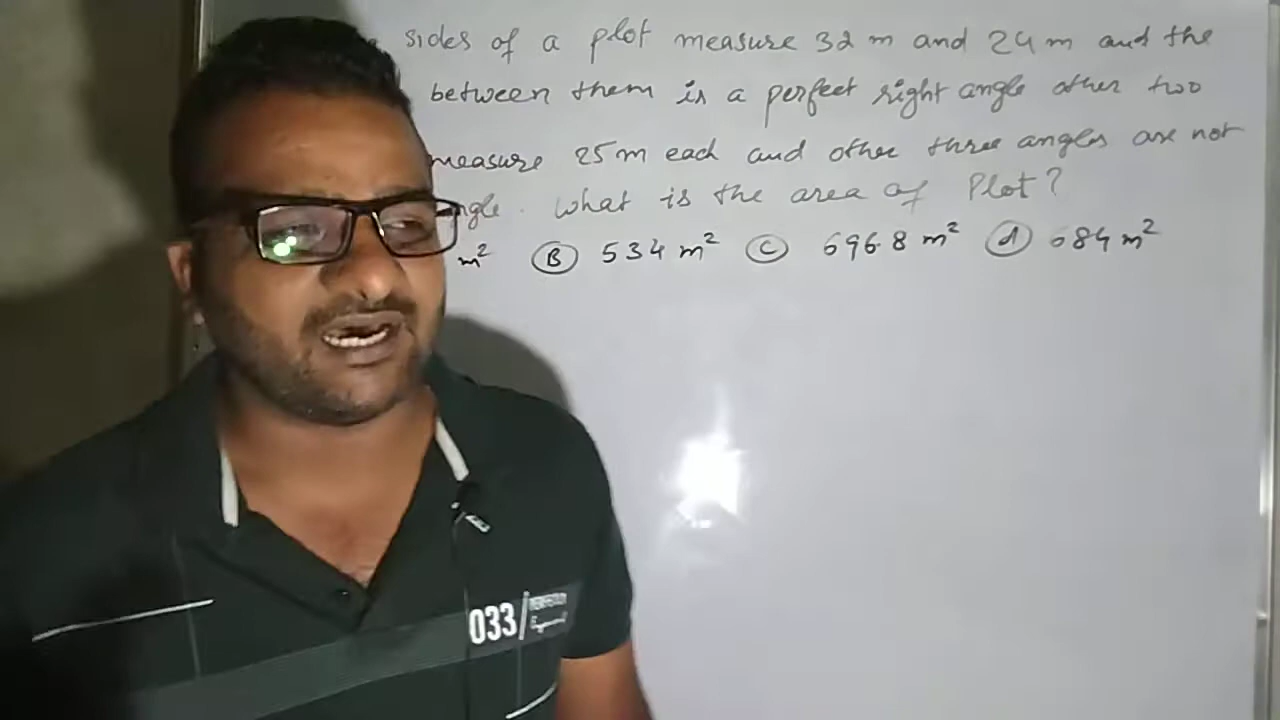 sides of a plot measure 32 m and 24 m and the
between them is a perfect right angle other two
measure 25 m each and other three angles are not
ngle. What is the area of Plot?
m² (B) 534 m² (C) 696.8 m² (d) 684 m²
033